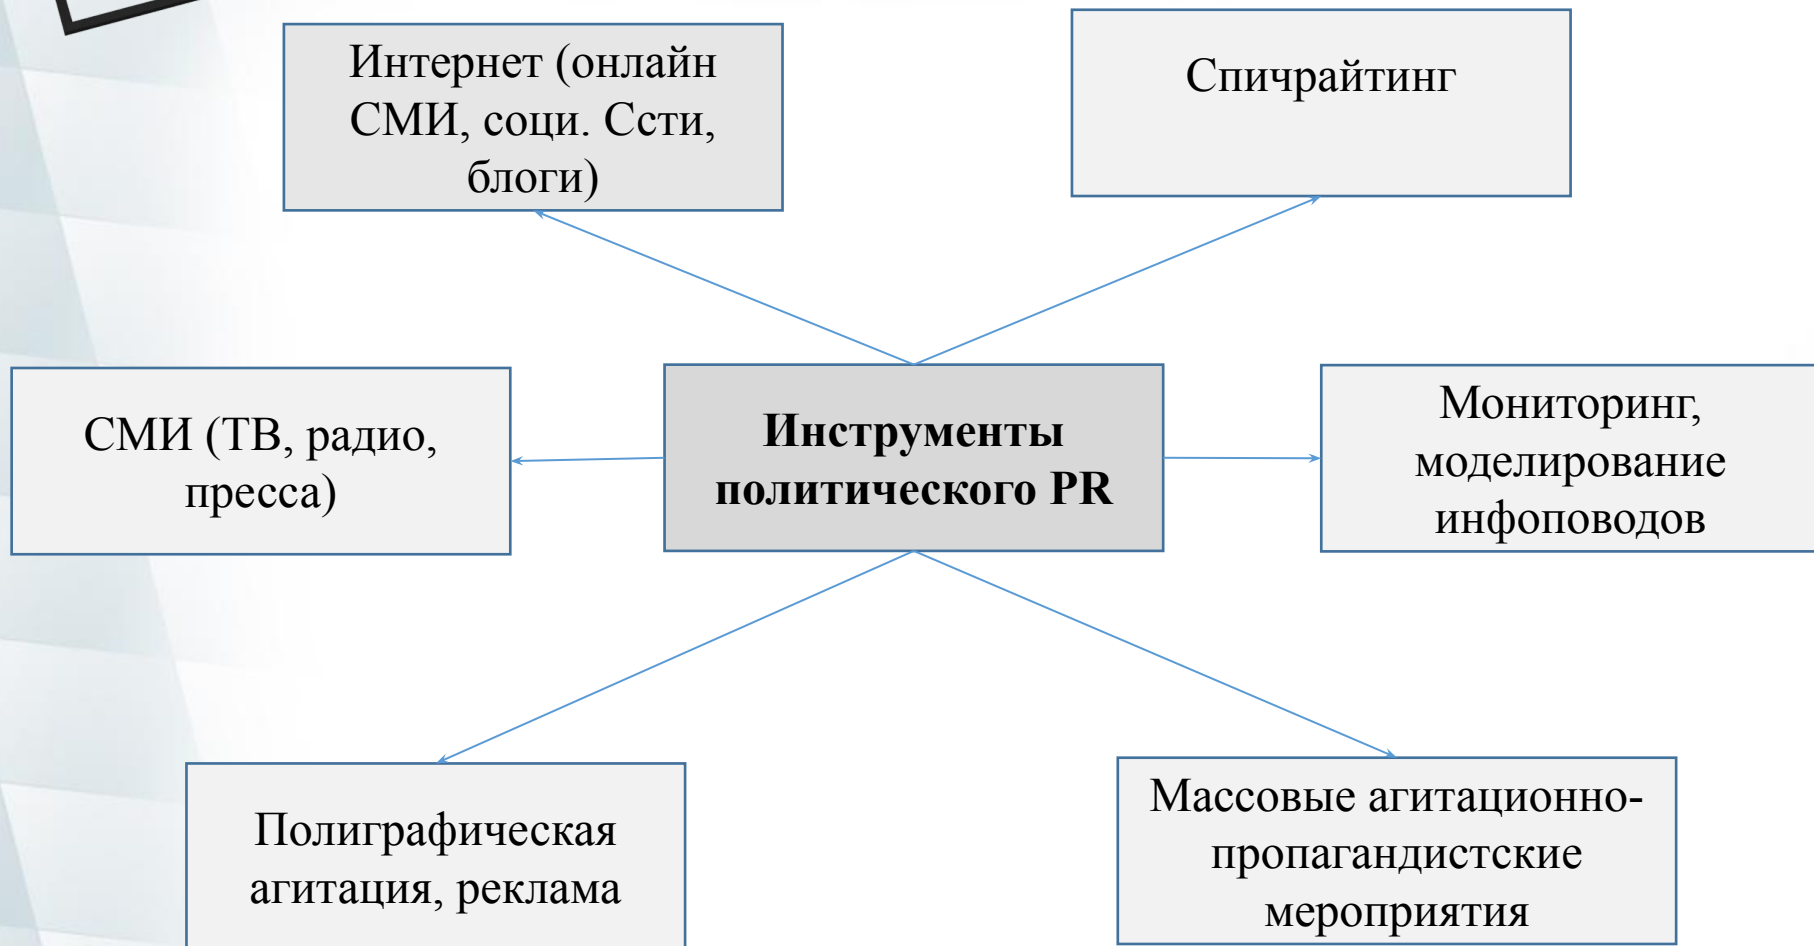 Интернет (онлайн
СМИ, соци. Ссти,
блоги)
Спичрайтинг
СМИ (ТВ, радио,
пресса)
Инструменты
политического PR
Мониторинг,
моделирование
инфоповодов
Полиграфическая
агитация, реклама
Массовые агитационно-
пропагандистские
мероприятия